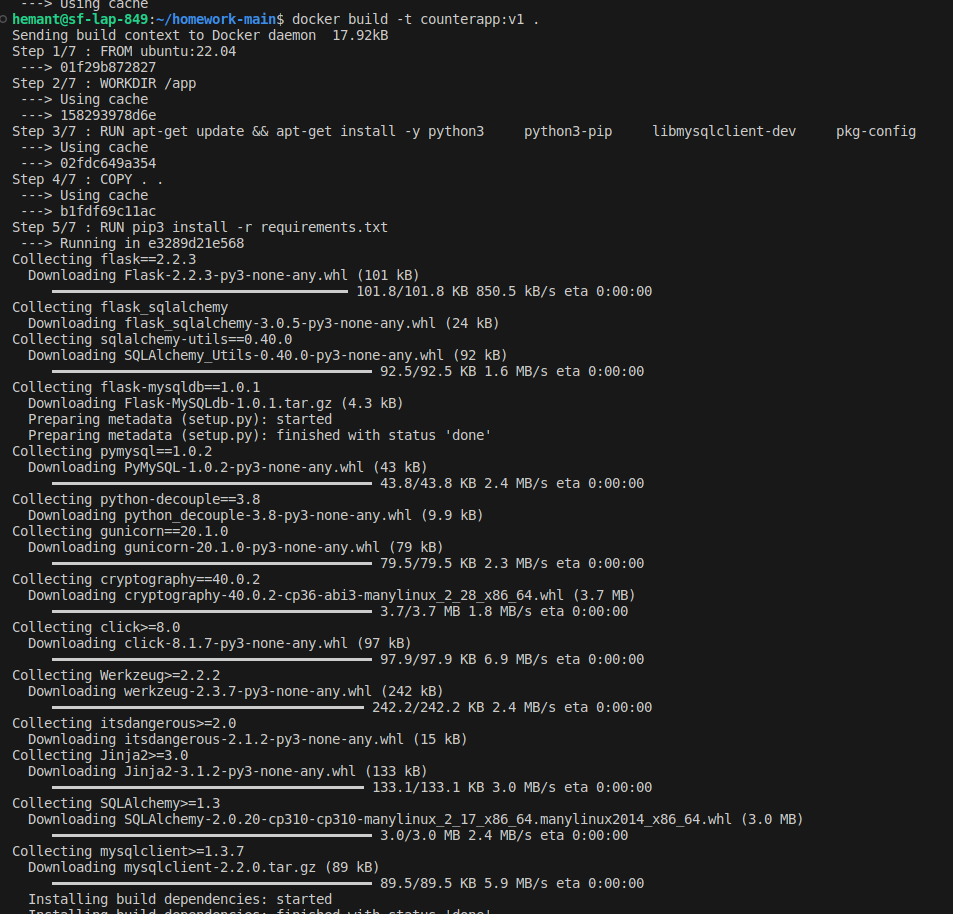 ---> Using cache
hemant@sf-lap-849:~/homework-main$ docker build -t counterapp:v1 .
Sending build context to Docker daemon  17.92kB
Step 1/7 : FROM ubuntu:22.04
 ---> 01f29b872827
Step 2/7 : WORKDIR /app
 ---> Using cache
 ---> 158293978d6e
Step 3/7 : RUN apt-get update && apt-get install -y python3     python3-pip     libmysqlclient-dev     pkg-config
 ---> Using cache
 ---> 02fdc649a354
Step 4/7 : COPY . .
 ---> Using cache
 ---> b1fdf69c11ac
Step 5/7 : RUN pip3 install -r requirements.txt
 ---> Running in e3289d21e568
Collecting flask==2.2.3
  Downloading Flask-2.2.3-py3-none-any.whl (101 kB)
     101.8/101.8 KB 850.5 kB/s eta 0:00:00
Collecting flask_sqlalchemy
  Downloading flask_sqlalchemy-3.0.5-py3-none-any.whl (24 kB)
Collecting sqlalchemy-utils==0.40.0
  Downloading SQLAlchemy_Utils-0.40.0-py3-none-any.whl (92 kB)
     92.5/92.5 KB 1.6 MB/s eta 0:00:00
Collecting flask-mysqldb==1.0.1
  Downloading Flask-MySQLdb-1.0.1.tar.gz (4.3 kB)
  Preparing metadata (setup.py): started
  Preparing metadata (setup.py): finished with status 'done'
Collecting pymysql==1.0.2
  Downloading PyMySQL-1.0.2-py3-none-any.whl (43 kB)
     43.8/43.8 KB 2.4 MB/s eta 0:00:00
Collecting python-decouple==3.8
  Downloading python_decouple-3.8-py3-none-any.whl (9.9 kB)
Collecting gunicorn==20.1.0
  Downloading gunicorn-20.1.0-py3-none-any.whl (79 kB)
     79.5/79.5 KB 2.3 MB/s eta 0:00:00
Collecting cryptography==40.0.2
  Downloading cryptography-40.0.2-cp36-abi3-manylinux_2_28_x86_64.whl (3.7 MB)
     3.7/3.7 MB 1.8 MB/s eta 0:00:00
Collecting click>=8.0
  Downloading click-8.1.7-py3-none-any.whl (97 kB)
     97.9/97.9 KB 6.9 MB/s eta 0:00:00
Collecting Werkzeug>=2.2.2
  Downloading werkzeug-2.3.7-py3-none-any.whl (242 kB)
     242.2/242.2 KB 2.4 MB/s eta 0:00:00
Collecting itsdangerous>=2.0
  Downloading itsdangerous-2.1.2-py3-none-any.whl (15 kB)
Collecting Jinja2>=3.0
  Downloading Jinja2-3.1.2-py3-none-any.whl (133 kB)
     133.1/133.1 KB 3.0 MB/s eta 0:00:00
Collecting SQLAlchemy>=1.3
  Downloading SQLAlchemy-2.0.20-cp310-cp310-manylinux_2_17_x86_64.manylinux2014_x86_64.whl (3.0 MB)
     3.0/3.0 MB 2.4 MB/s eta 0:00:00
Collecting mysqlclient>=1.3.7
  Downloading mysqlclient-2.2.0.tar.gz (89 kB)
     89.5/89.5 KB 5.9 MB/s eta 0:00:00
  Installing build dependencies: started
  Installing build dependencies: finished with status 'done'